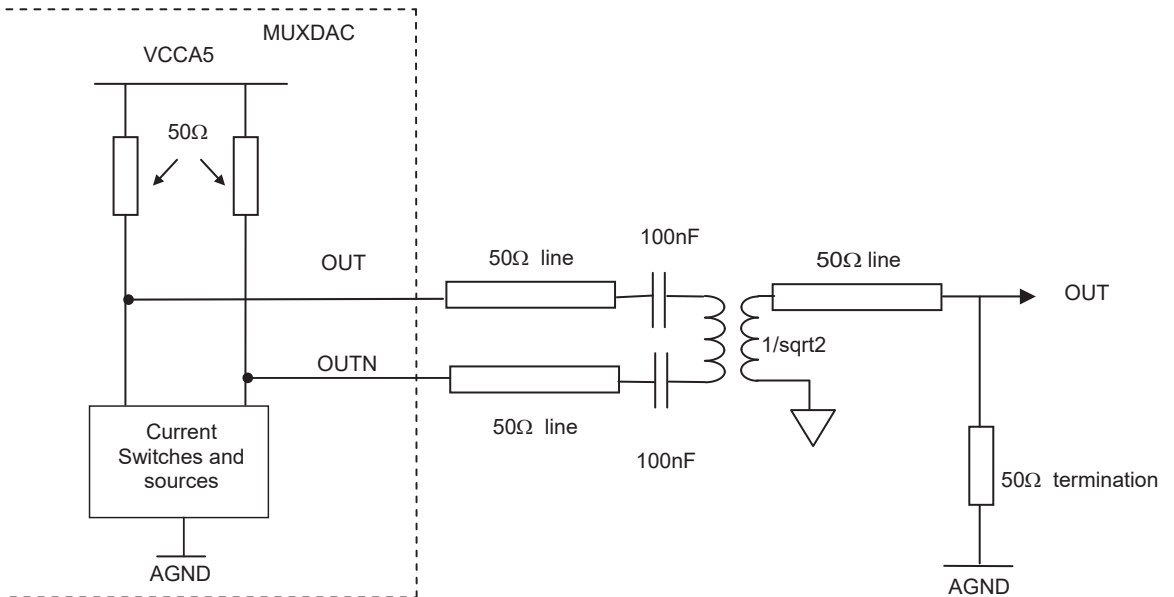 MUXDAC
VCCA5
50Ω
OUT
OUTN
50Ω line
50Ω line
100nF
100nF
1/sqrt2
50Ω line
OUT
50Ω termination
AGND
Current
Switches and
sources
AGND